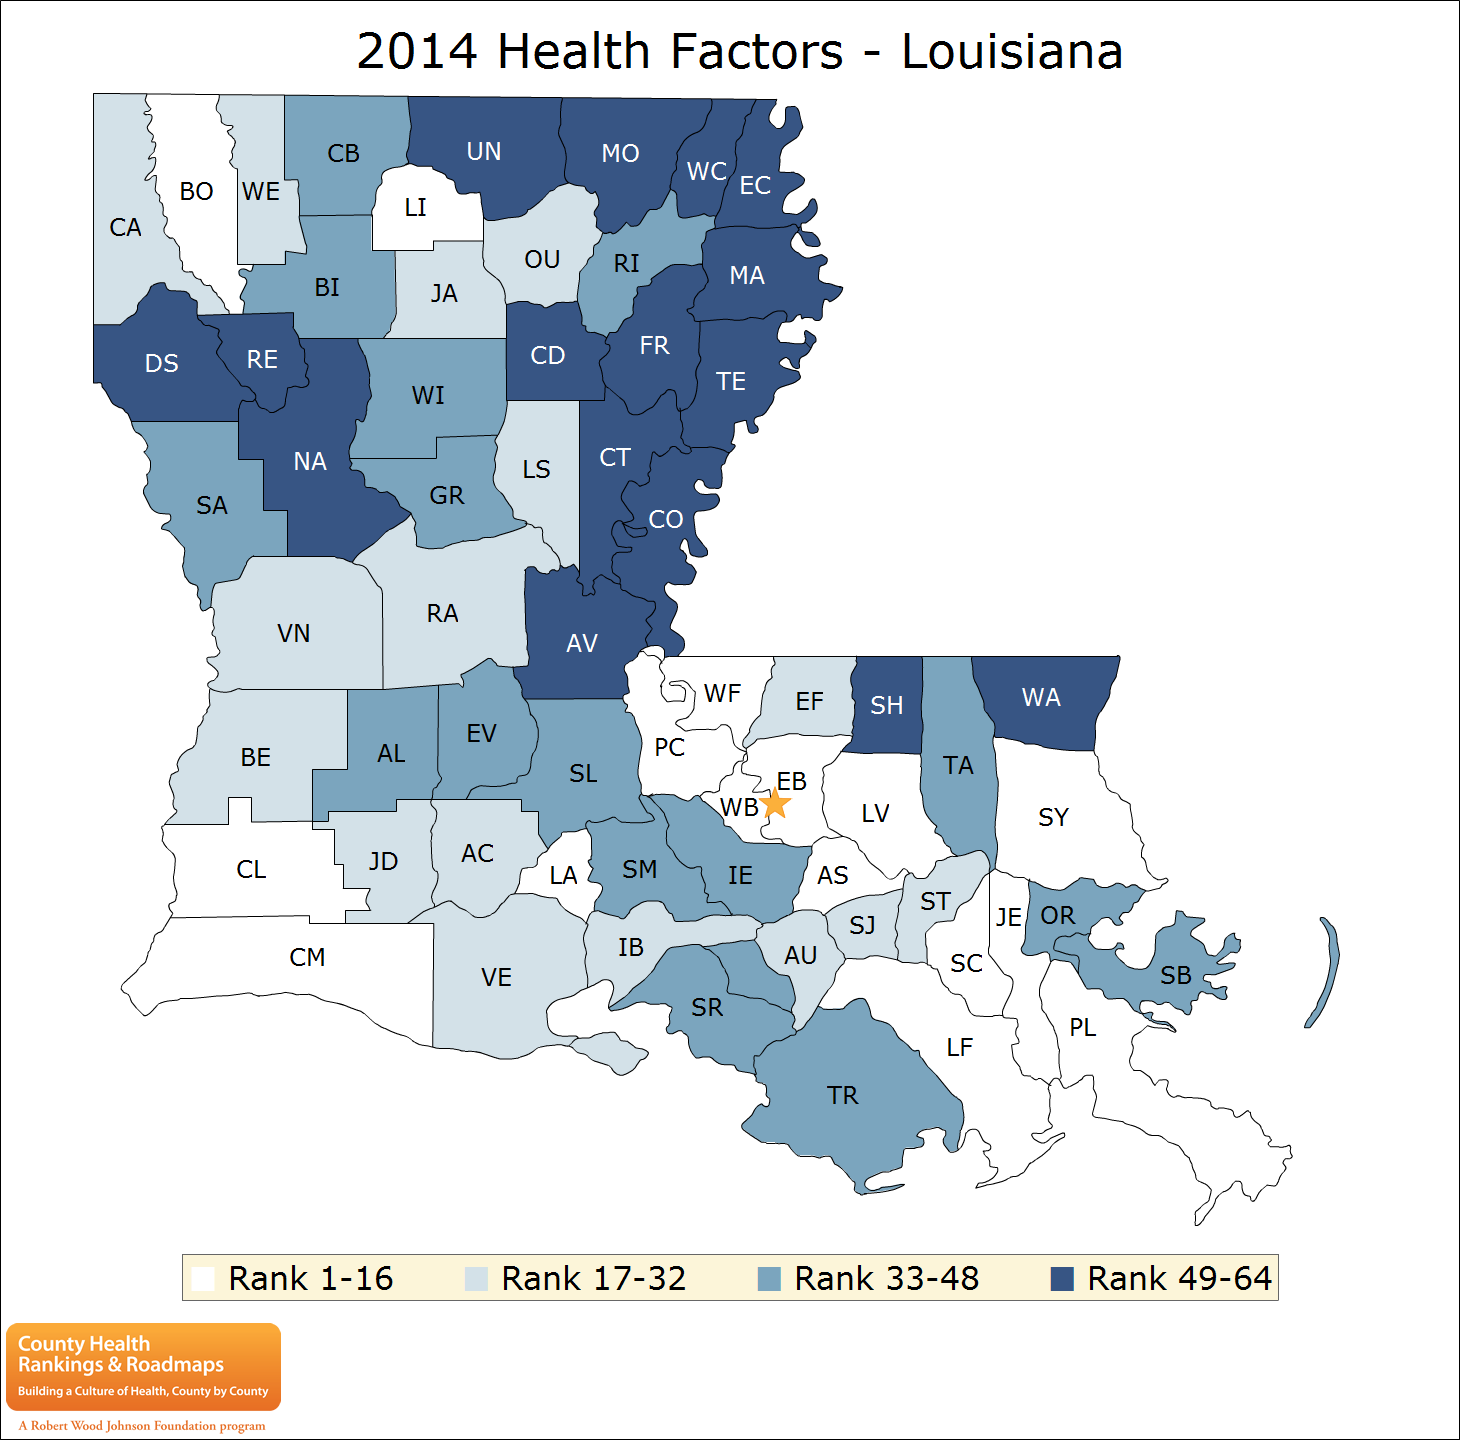 2014 Health Factors - Louisiana
CB
UN
MO
WC
EC
BO
WE
LI
CA
OU
RI
MA
BI
JA
FR
DS
RE
CD
TE
WI
NA
LS
CT
GR
SA
CO
RA
VN
AV
WF
EF
SH
WA
EV
PC
BE
AL
TA
SL
EB
WB
LV
SY
AC
JD
CL
SM
LA
IE
AS
ST
JE
OR
SJ
IB
AU
CM
SC
VE
SB
SR
PL
LF
TR
Rank 1-16 Rank 17-32 Rank 33-48 Rank 49-64
County Health
Rankings & Roadmaps
Building a Culture of Health, County by County
A Robert Wood Johnson Foundation program